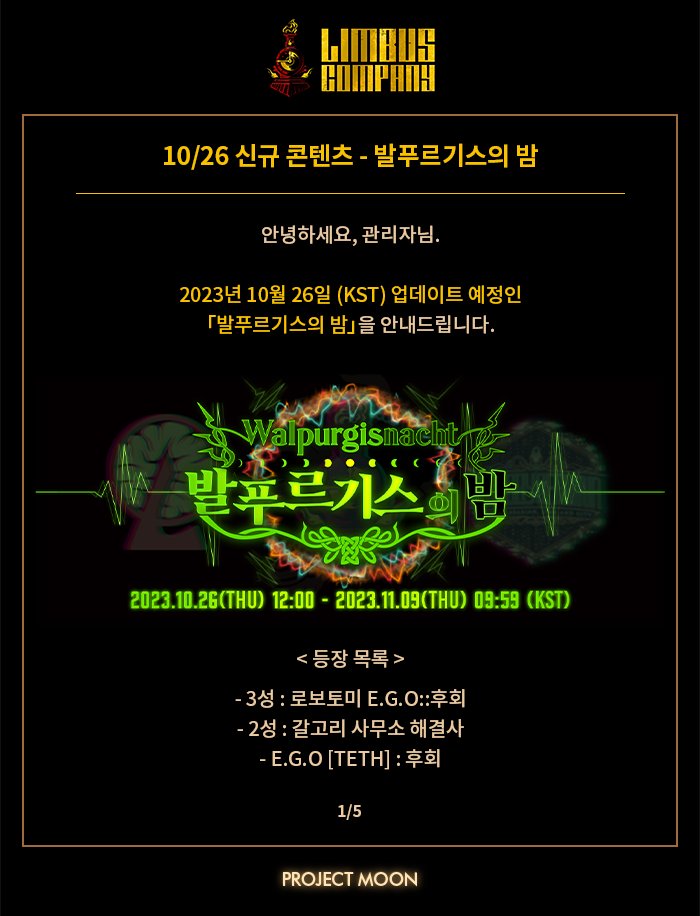 LIMBUS
COMPANY
10/26 신규 콘텐츠 - 발푸르기스의 밤
안녕하세요, 관리자님.
2023년 10월 26일 (KST) 업데이트 예정인
「발푸르기스의 밤」을 안내드립니다.
Walpurgisnacht
발푸르기스의 밤
2023.10.26(THU) 12:00 - 2023.11.09(THU) 09:59 (KST)
< 등장 목록 >
- 3성 : 로보토미 E.G.O::후회
- 2성 : 갈고리 사무소 해결사
- E.G.O [TETH] : 후회
1/5
PROJECT MOON